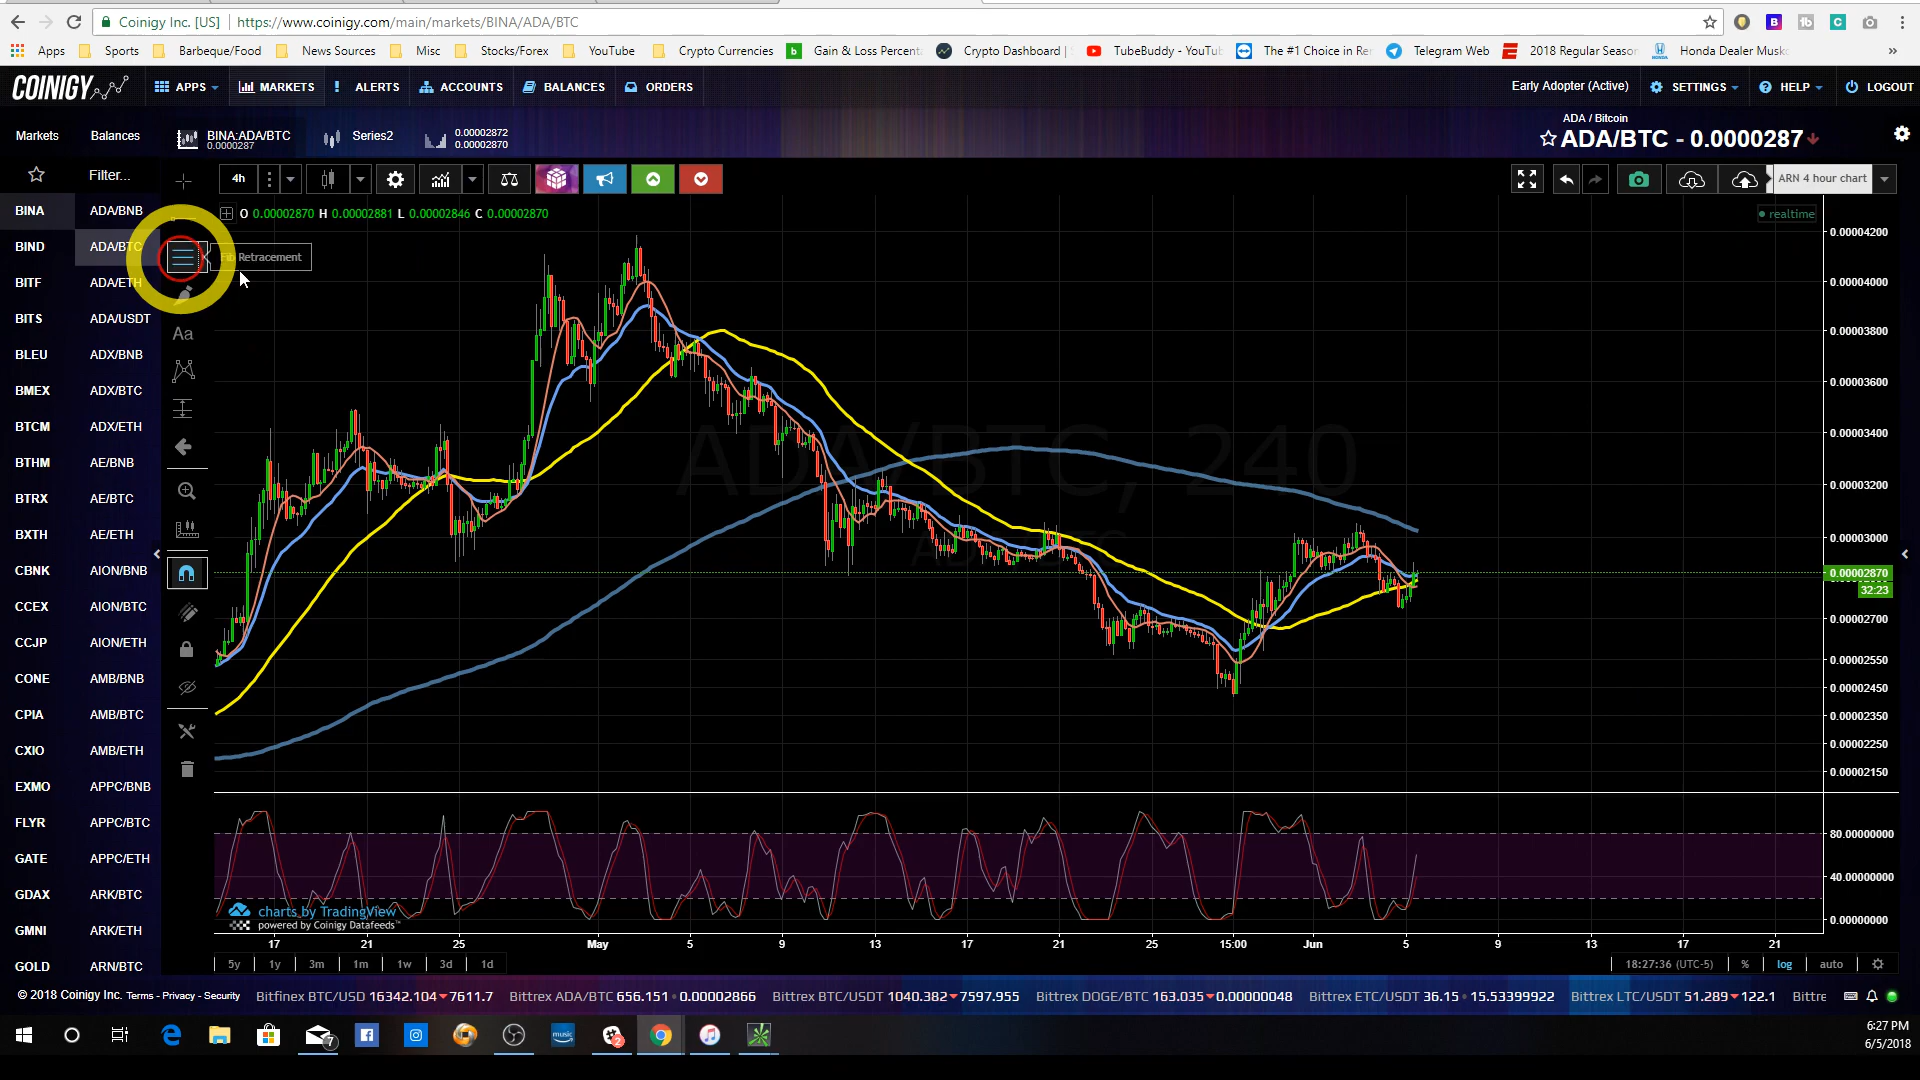 Coinigy Inc. [US] https://www.coinigy.com/main/markets/BINA/ADA/BTC
Apps Sports Barbeque/Food News Sources Misc Stocks/Forex YouTube Crypto Currencies Gain & Loss Percent Crypto Dashboard | TubeBuddy - YouTub The #1 Choice in Re Telegram Web 2018 Regular Season Honda Dealer Musk »
COINIGY APPS MARKETS ALERTS ACCOUNTS BALANCES ORDERS Early Adopter (Active) SETTINGS HELP LOGOUT
Markets Balances BINA:ADA/BTC 0.0000287 Series2 0.00002872 0.00002870
ADA / Bitcoin
ADA/BTC - 0.0000287
Filter... 4h ARN 4 hour chart
O 0.00002870 H 0.00002881 L 0.00002846 C 0.00002870 realtime
Fib Retracement
Aa
ADA/BTC, 240
ADA/BTC
BINA ADA/BNB
BIND ADA/BTC
BITF ADA/ETH
BITS ADA/USDT
BLEU ADX/BNB
BMEX ADX/BTC
BTCM ADX/ETH
BTHM AE/BNB
BTRX AE/BTC
BXTH AE/ETH
CBNK AION/BNB
CCEX AION/BTC
CCJP AION/ETH
CONE AMB/BNB
CPIA AMB/BTC
CXIO AMB/ETH
EXMO APPC/BNB
FLYR APPC/BTC
GATE APPC/ETH
GDAX ARK/BTC
GMNI ARK/ETH
GOLD ARN/BTC
0.00004200
0.00004000
0.00003800
0.00003600
0.00003400
0.00003200
0.00003000
0.00002870
32:23
0.00002700
0.00002550
0.00002450
0.00002350
0.00002250
0.00002150
80.00000000
40.00000000
0.00000000
charts by TradingView
powered by Coinigy Datafeeds™
17 21 25 May 5 9 13 17 21 25 15:00 Jun 5 9 13 17 21
5y 1y 3m 1m 1w 3d 1d 18:27:36 (UTC-5) % log auto
© 2018 Coinigy Inc. Terms - Privacy - Security Bitfinex BTC/USD 16342.104 7611.7 Bittrex ADA/BTC 656.151 0.00002866 Bittrex BTC/USDT 1040.382 7597.955 Bittrex DOGE/BTC 163.035 0.00000048 Bittrex ETC/USDT 36.15 15.53399922 Bittrex LTC/USDT 51.289 122.1 Bittre
7 music 2
6:27 PM
6/5/2018